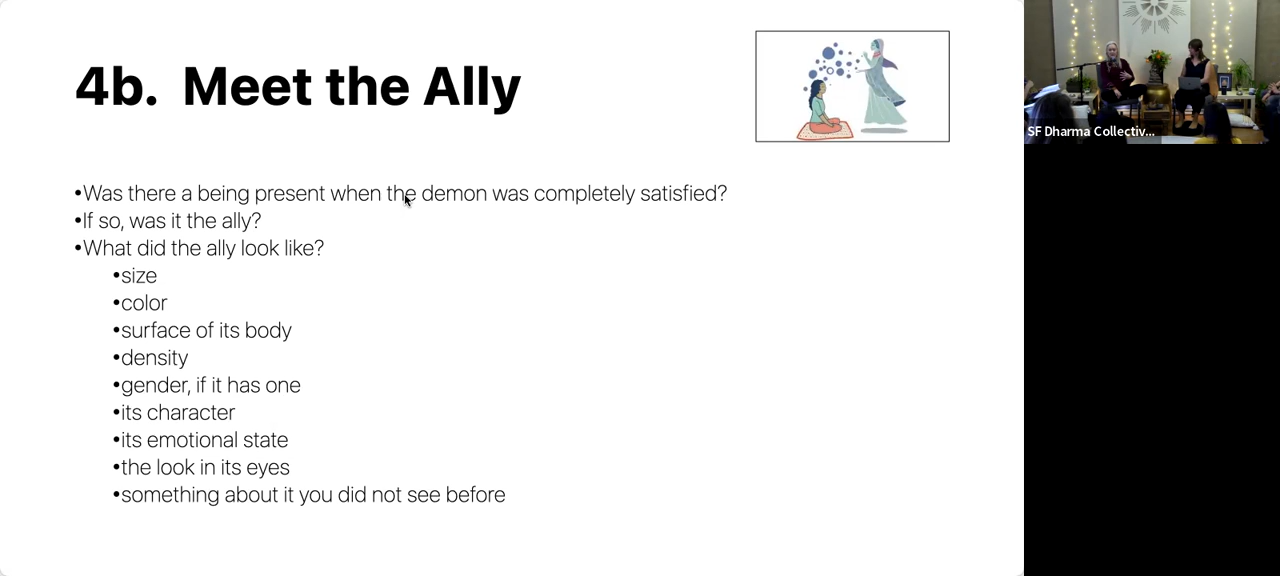 4b. Meet the Ally
•Was there a being present when the demon was completely satisfied?
•If so, was it the ally?
•What did the ally look like?
•size
•color
•surface of its body
•density
•gender, if it has one
•its character
•its emotional state
•the look in its eyes
•something about it you did not see before
SF Dharma Collectiv...